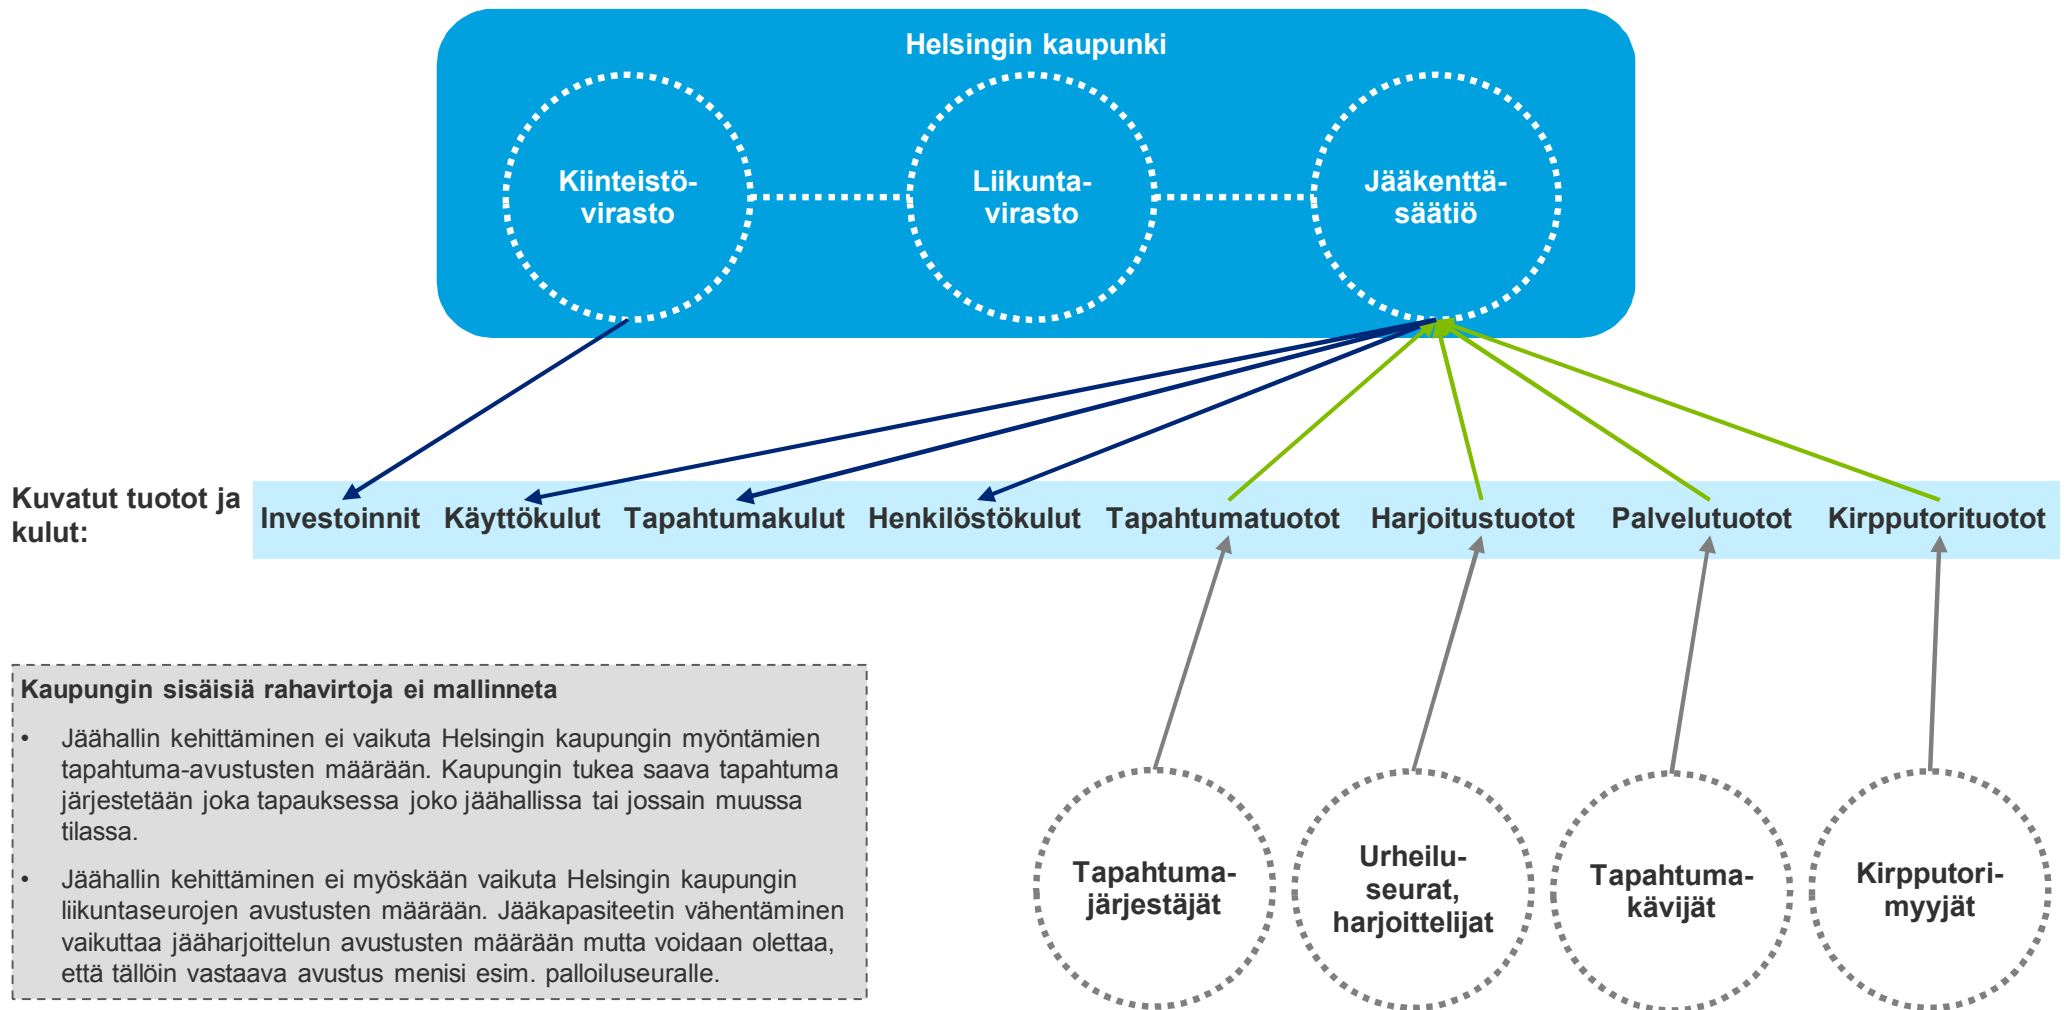 Helsingin kaupunki
Kiinteistö-
virasto
Liikunta-
virasto
Jääkenttä-
säätiö
Kuvatut tuotot ja
kulut:
Investoinnit
Käyttökulut
Tapahtumakulut
Henkilöstökulut
Tapahtumatuotot
Harjoitustuotot
Palvelutuotot
Kirpputorituotot
Kaupungin sisäisiä rahavirtoja ei mallinneta
• Jäähallin kehittäminen ei vaikuta Helsingin kaupungin myöntämien
tapahtuma-avustusten määrään. Kaupungin tukea saava tapahtuma
järjestetään joka tapauksessa joko jäähallissa tai jossain muussa
tilassa.
• Jäähallin kehittäminen ei myöskään vaikuta Helsingin kaupungin
liikuntaseurojen avustusten määrään. Jääkapasiteetin vähentäminen
vaikuttaa jääharjoittelun avustusten määrään mutta voidaan olettaa,
että tällöin vastaava avustus menisi esim. palloiluseuralle.
Tapahtuma-
järjestäjät
Urheilu-
seurat,
harjoittelijat
Tapahtuma-
kävijät
Kirpputori-
myyjät